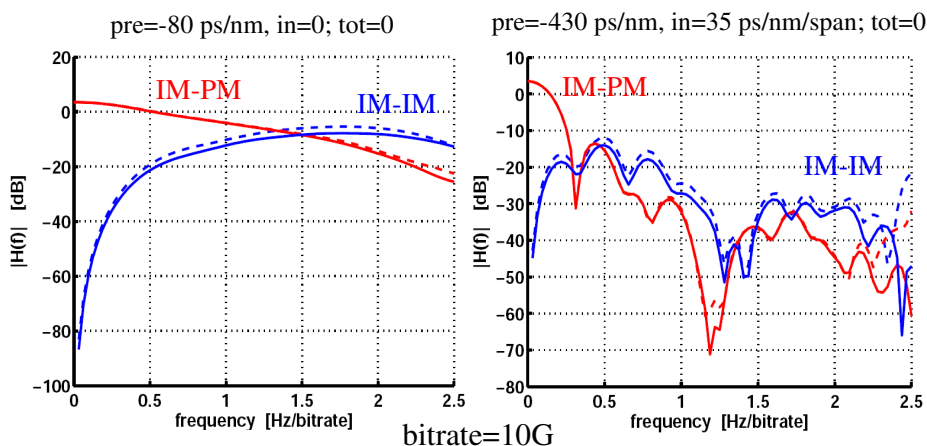 pre=-80 ps/nm, in=0; tot=0
20
0
-20
-40
-60
-80
-100
|H(f)| [dB]
IM-PM
IM-IM
0
0.5
1
1.5
2
2.5
frequency [Hz/bitrate]
pre=-430 ps/nm, in=35 ps/nm/span; tot=0
10
0
-10
-20
-30
-40
-50
-60
-70
-80
|H(f)| [dB]
IM-PM
IM-IM
0
0.5
1
1.5
2
2.5
frequency [Hz/bitrate]
bitrate=10G